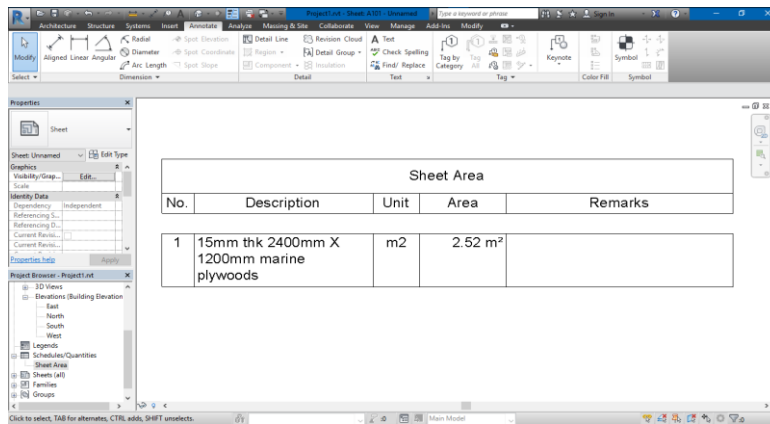 Project1.rvt - Sheet: A101 - Unnamed
Type a keyword or phrase
Sign In
Architecture Structure Systems Insert Annotate Analyze Massing & Site Collaborate View Manage Add-Ins Modify
Modify
Aligned Linear Angular
Radial
Diameter
Arc Length
Spot Elevation
Spot Coordinate
Spot Slope
Detail Line
Region
Component
Revision Cloud
Detail Group
Insulation
A Text
Check Spelling
Find/ Replace
Tag by Category
Tag All
Keynote
Symbol
Select
Dimension
Detail
Text
Tag
Color Fill
Symbol
Properties
Sheet
Sheet: Unnamed
Edit Type
Graphics
Visibility/Grap... Edit...
Scale
Identity Data
Dependency Independent
Referencing S...
Referencing D...
Current Revisi...
Current Revisi...
Properties help
Apply
Project Browser - Project1.rvt
3D Views
Elevations (Building Elevation
East
North
South
West
Legends
Schedules/Quantities
Sheet Area
Sheets (all)
Families
Groups
Sheet Area
No. Description Unit Area Remarks
1 15mm thk 2400mm X m2 2.52 m²
1200mm marine
plywoods
Click to select, TAB for alternates, CTRL adds, SHIFT unselects.
:0
Main Model
:0